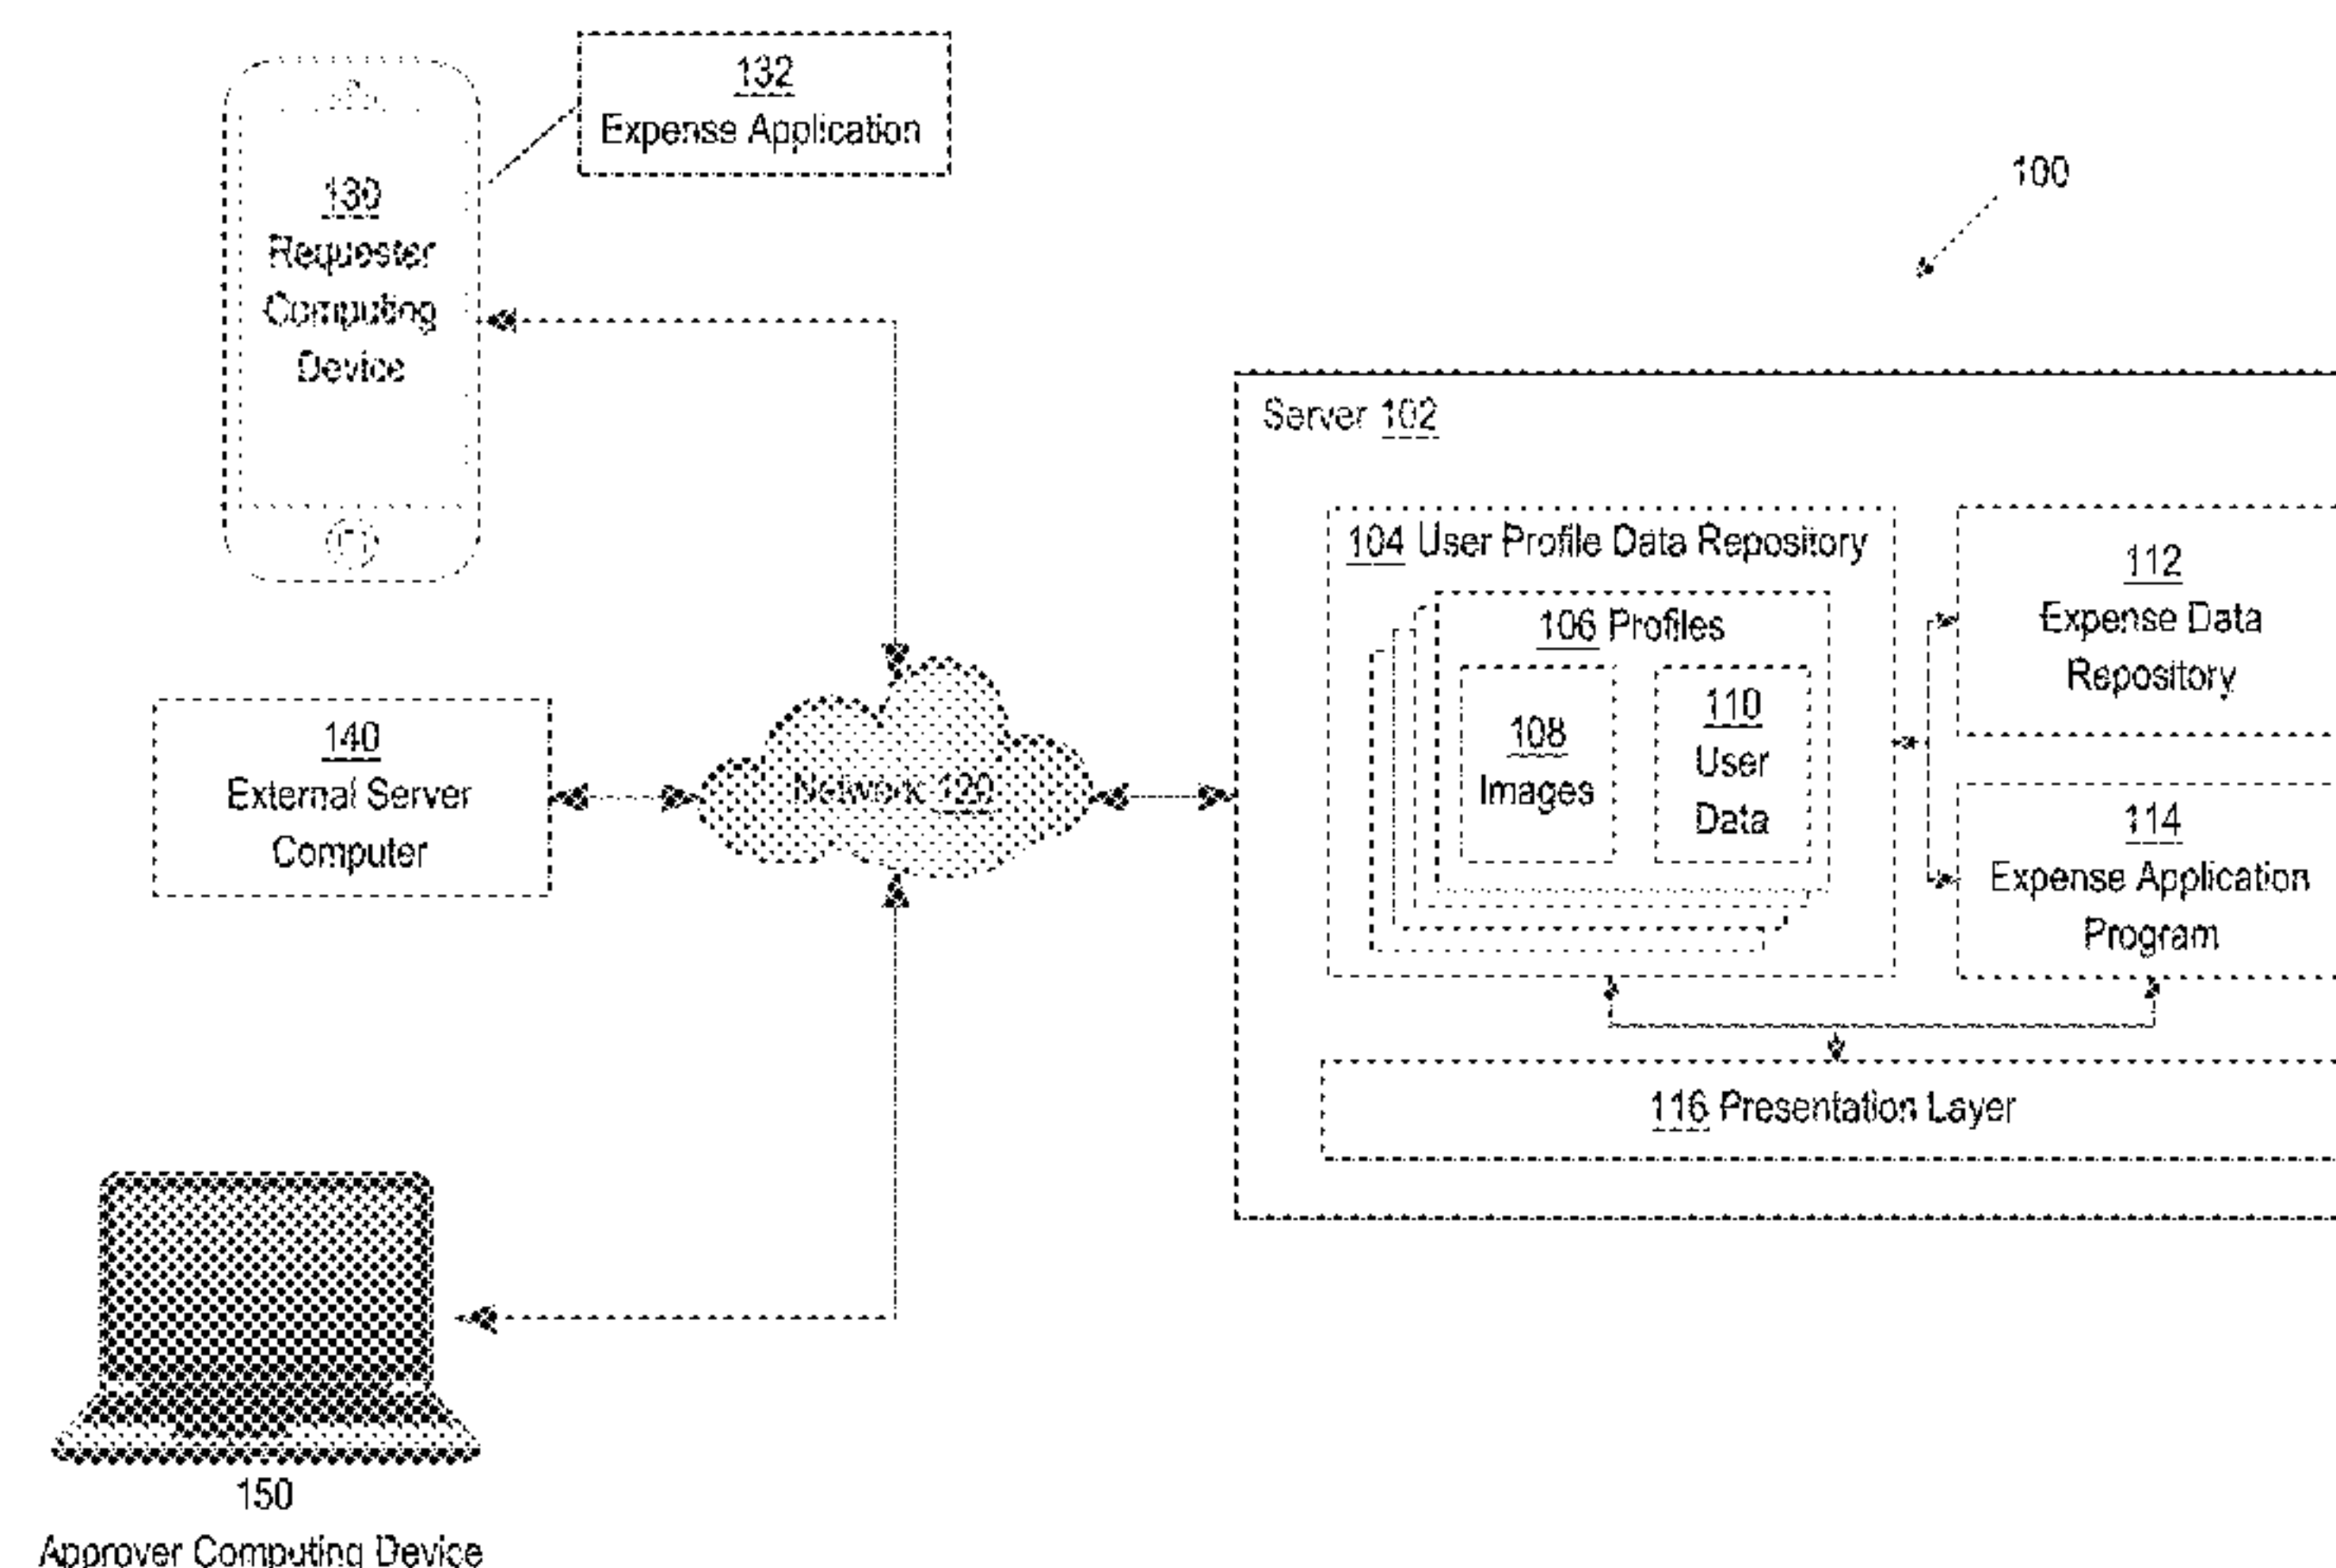 132
Expense Application
100
130
Requester
Computing
Device
Server 102
104 User Profile Data Repository
112
Expense Data
Repository
106 Profiles
108
Images
110
User
Data
140
External Server
Computer
Network 120
114
Expense Application
Program
116 Presentation Layer
150
Approver Computing Device